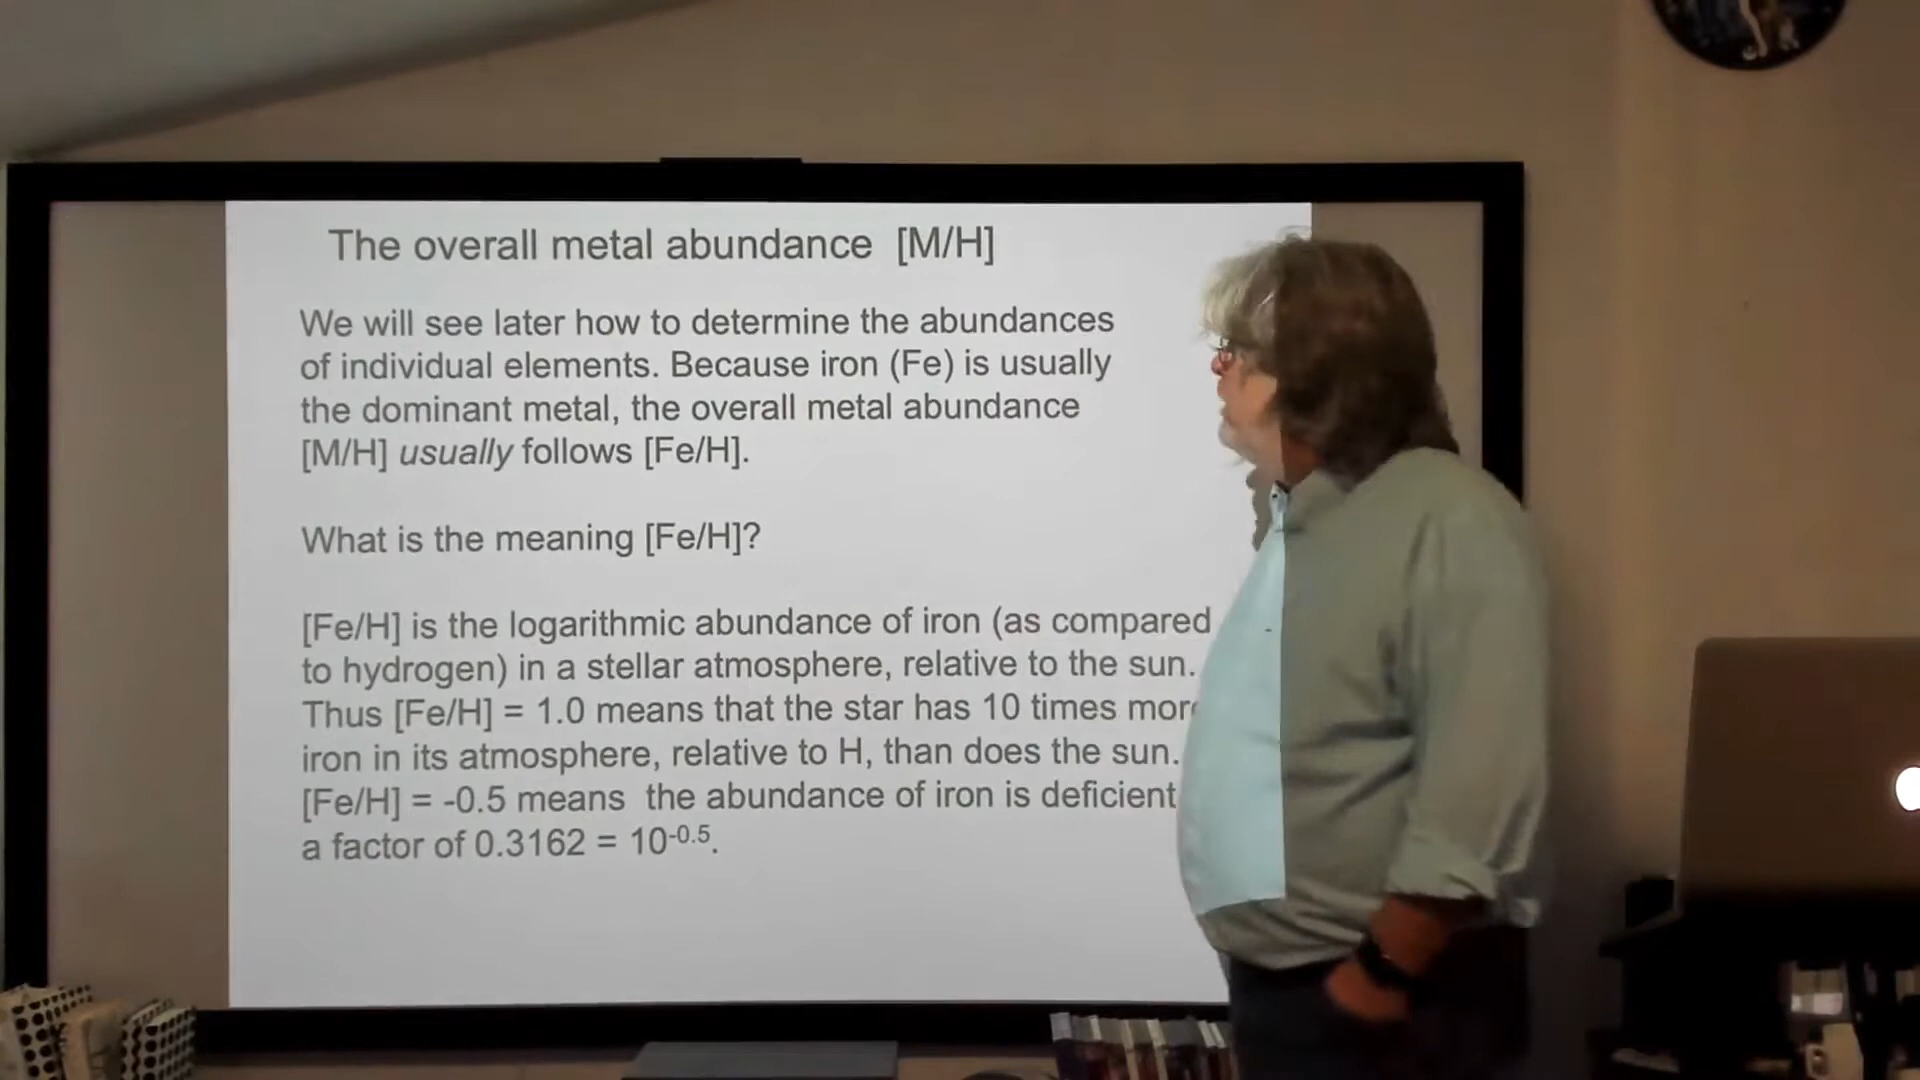 The overall metal abundance [M/H]
We will see later how to determine the abundances
of individual elements. Because iron (Fe) is usually
the dominant metal, the overall metal abundance
[M/H] usually follows [Fe/H].
What is the meaning [Fe/H]?
[Fe/H] is the logarithmic abundance of iron (as compared
to hydrogen) in a stellar atmosphere, relative to the sun.
Thus [Fe/H] = 1.0 means that the star has 10 times more
iron in its atmosphere, relative to H, than does the sun.
[Fe/H] = -0.5 means the abundance of iron is deficient
a factor of 0.3162 = 10⁻⁰·⁵.